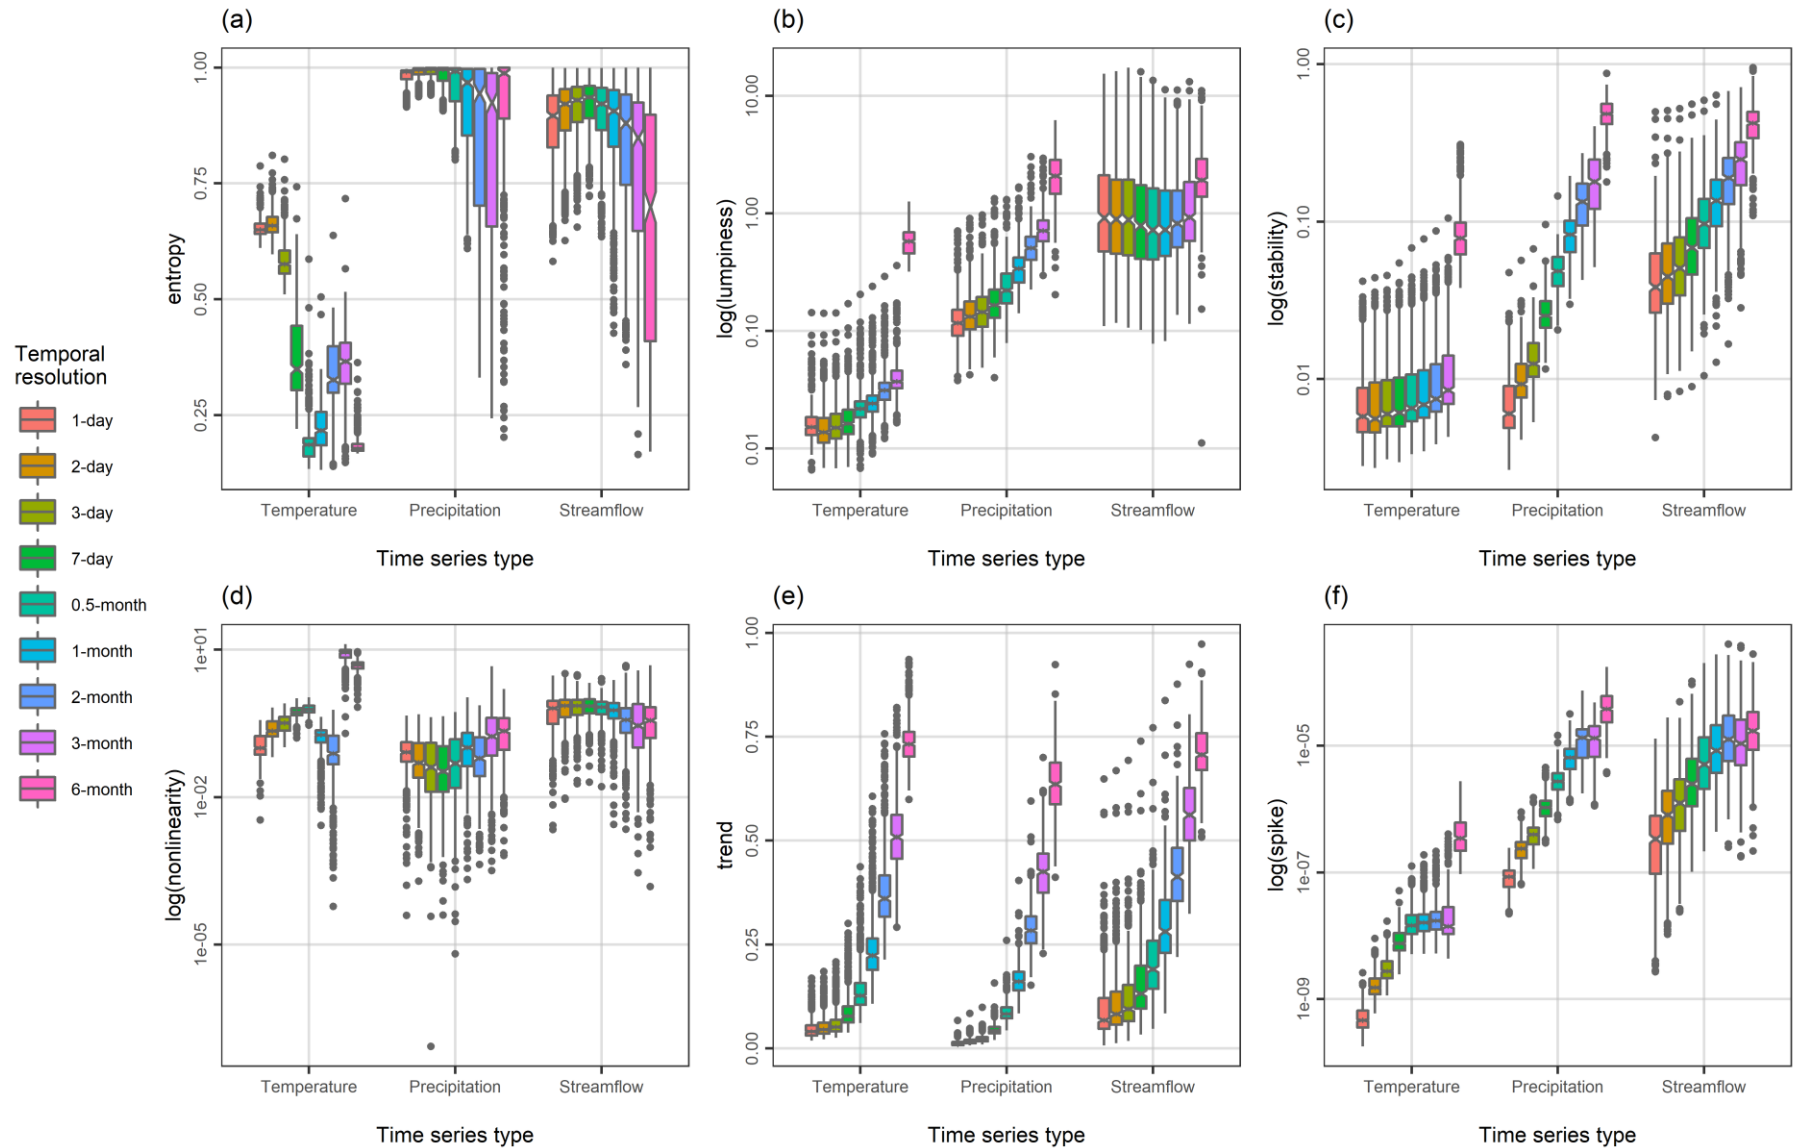 (a)
(b)
(c)
entropy
1.00
0.75
0.50
0.25
Temperature
Precipitation
Streamflow
Time series type
log(lumpiness)
10.00
1.00
0.10
0.01
Temperature
Precipitation
Streamflow
Time series type
log(stability)
1.00
0.10
0.01
Temperature
Precipitation
Streamflow
Time series type
Temporal
resolution
1-day
2-day
3-day
7-day
0.5-month
1-month
2-month
3-month
6-month
(d)
(e)
(f)
log(nonlinearity)
1e+01
1e-02
1e-05
Temperature
Precipitation
Streamflow
Time series type
trend
1.00
0.75
0.50
0.25
0.00
Temperature
Precipitation
Streamflow
Time series type
log(spike)
1e-05
1e-07
1e-09
Temperature
Precipitation
Streamflow
Time series type